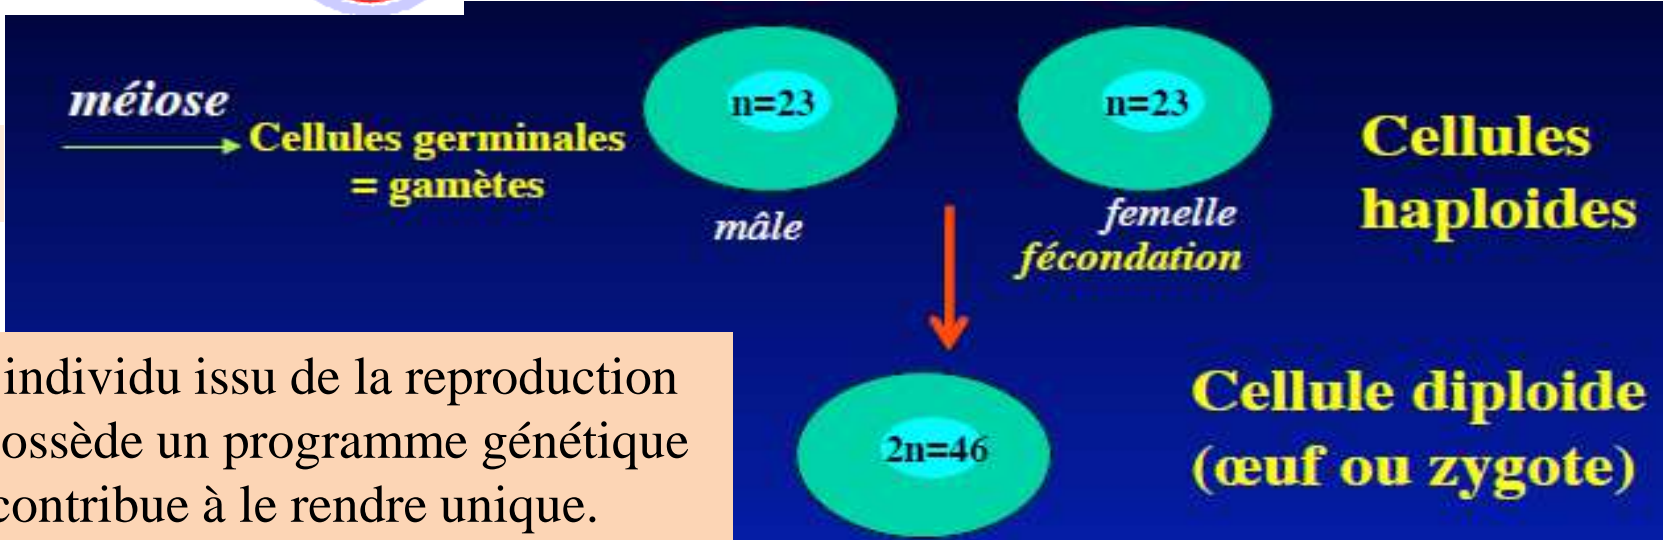 méiose
Cellules germinales
= gamètes
n=23
n=23
mâle
femelle
fécondation
Cellules
haploides
individu issu de la reproduction
un programme génétique
contribue à le rendre unique.
2n=46
Cellule diploide
(œuf ou zygote)